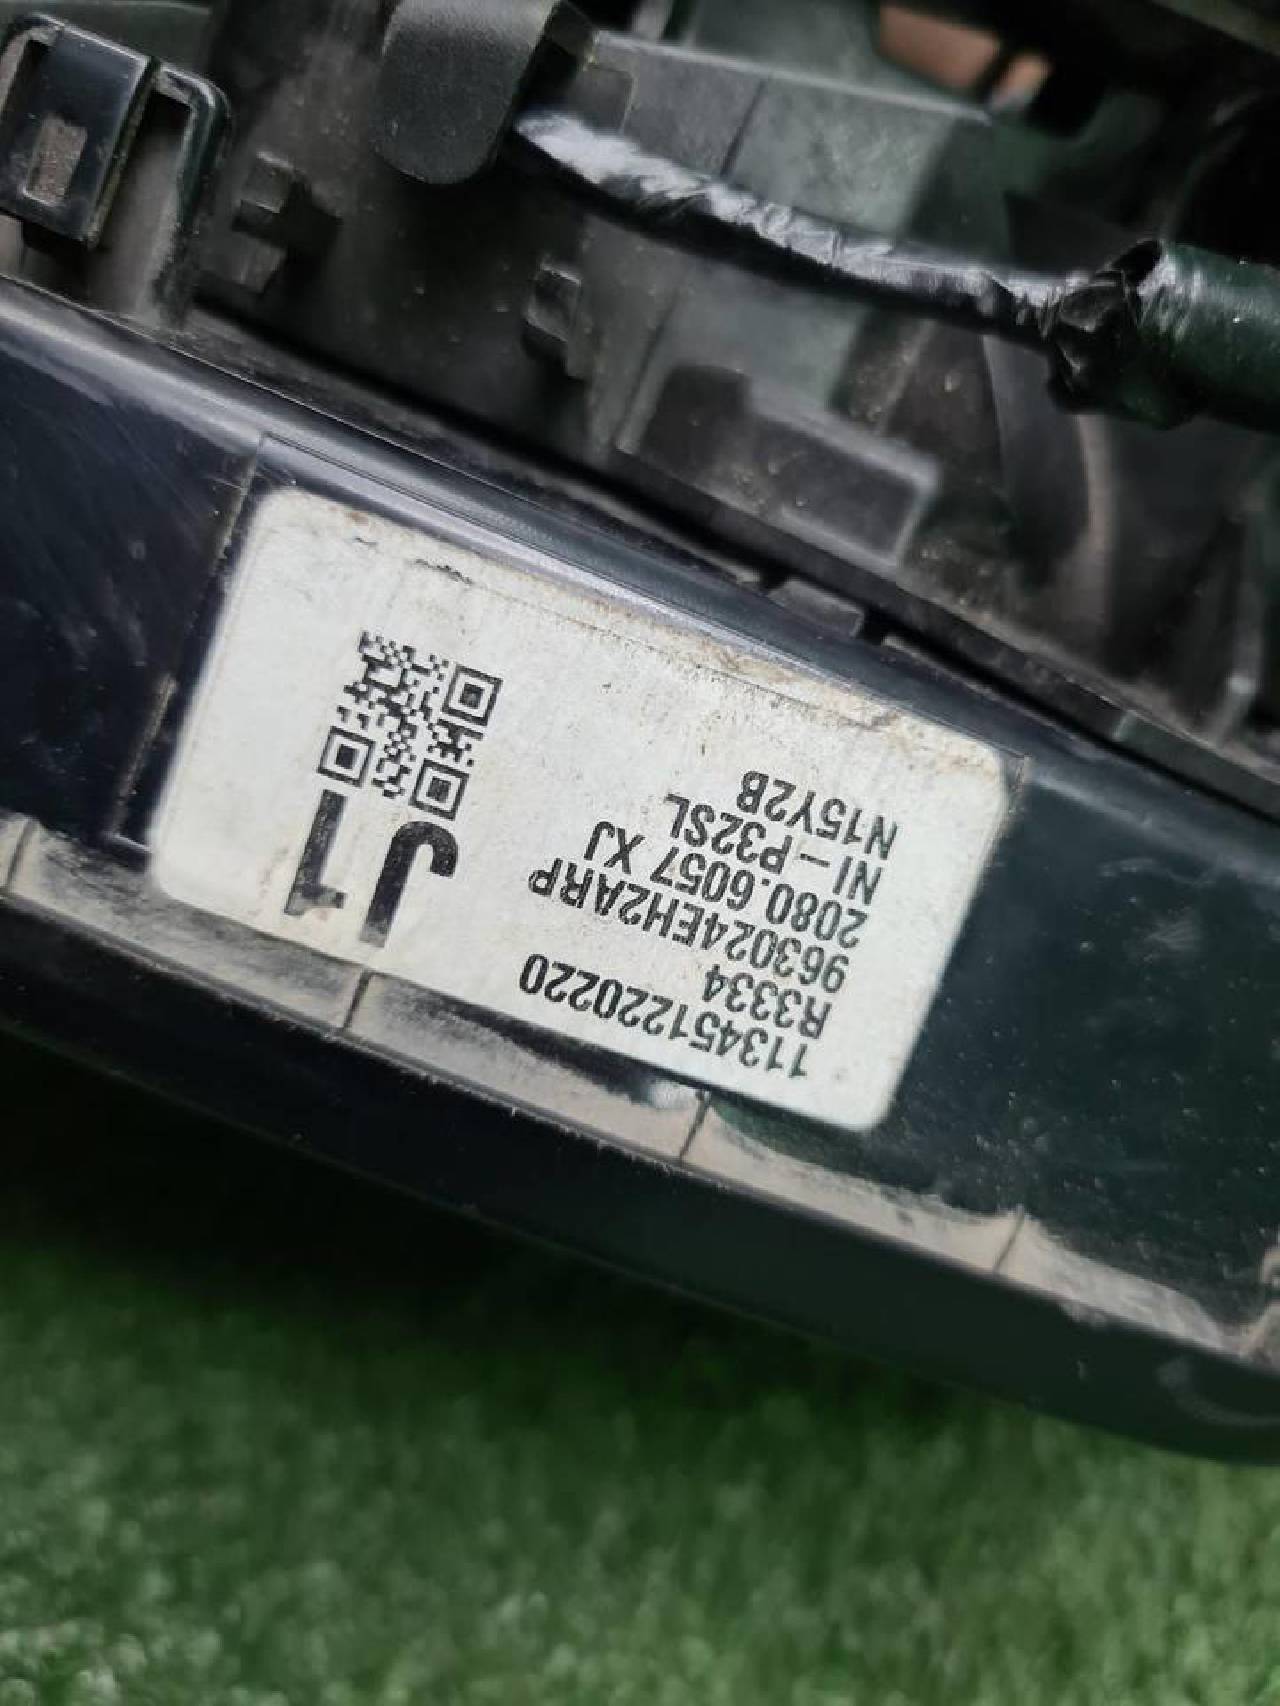 113451220220
R3334
963024EH2ARP
2080.6057 XJ
NI-P32SL
N15Y2B
J1